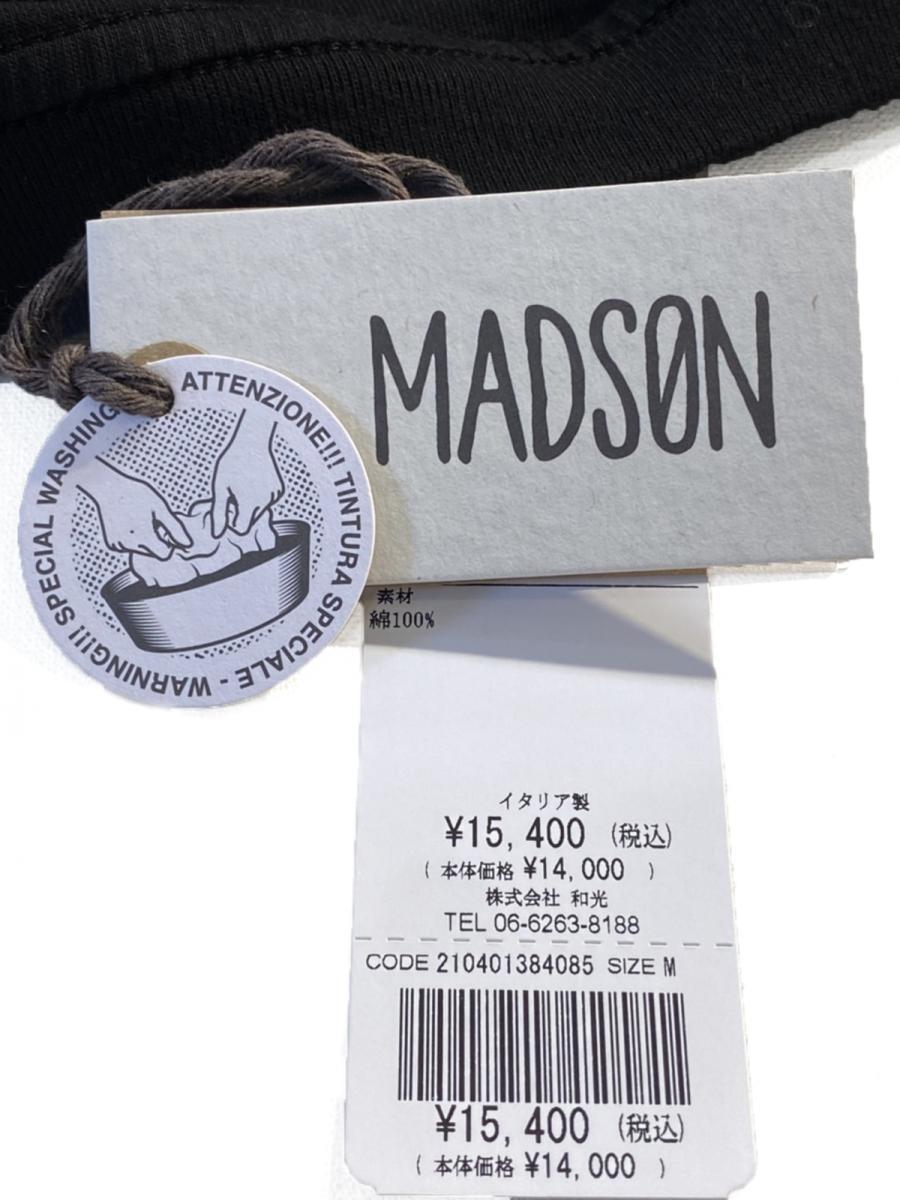 MADSØN
ATTENZIONE!!! TINTURA SPECIALE - WARNING!!! SPECIAL WASHING
素材
綿100%
イタリア製
¥15,400 (税込)
( 本体価格 ¥14,000 )
株式会社 和光
TEL 06-6263-8188
CODE 210401384085 SIZE M
¥15,400 (税込)
( 本体価格 ¥14,000 )